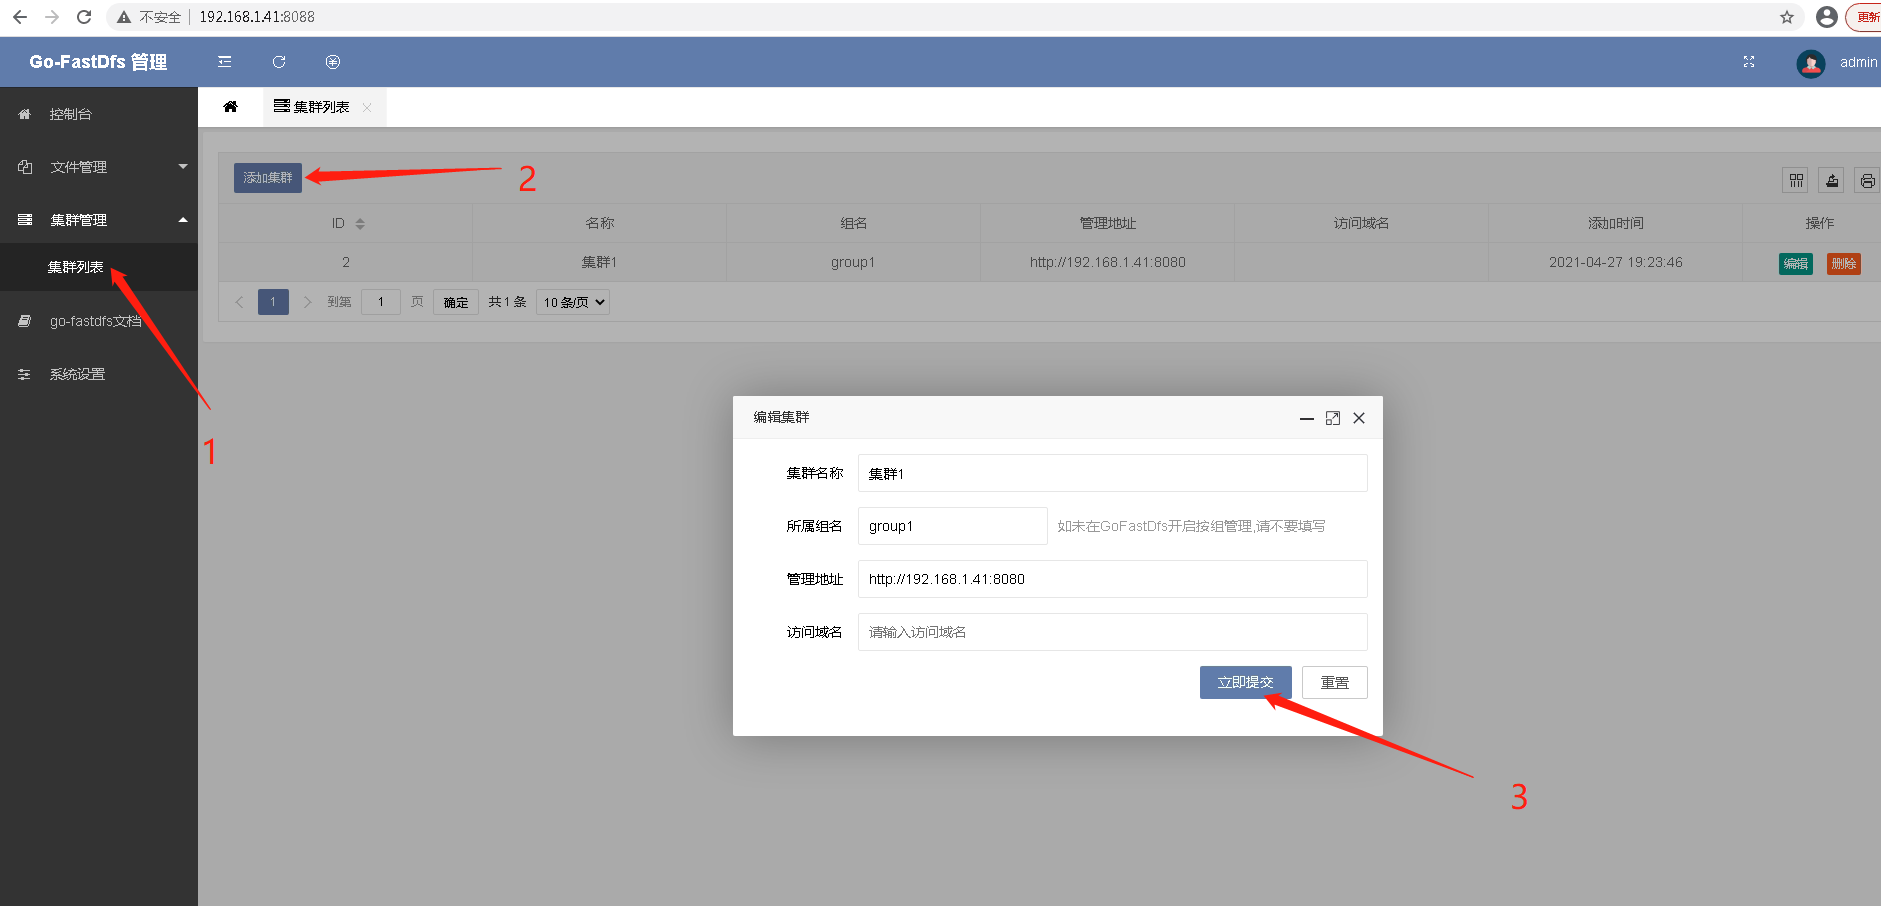 不安全 192.168.1.41:8088 更新
Go-FastDfs 管理 admin
控制台
文件管理
集群管理
集群列表
go-fastdfs文档
系统设置
集群列表
添加集群 2
ID 名称 组名 管理地址 访问域名 添加时间 操作
2 集群1 group1 http://192.168.1.41:8080 2021-04-27 19:23:46 编辑 删除
1 到第 1 页 确定 共 1 条 10 条/页
1
编辑集群
集群名称 集群1
所属组名 group1 如未在GoFastDfs开启按组管理,请不要填写
管理地址 http://192.168.1.41:8080
访问域名 请输入访问域名
立即提交 重置
3